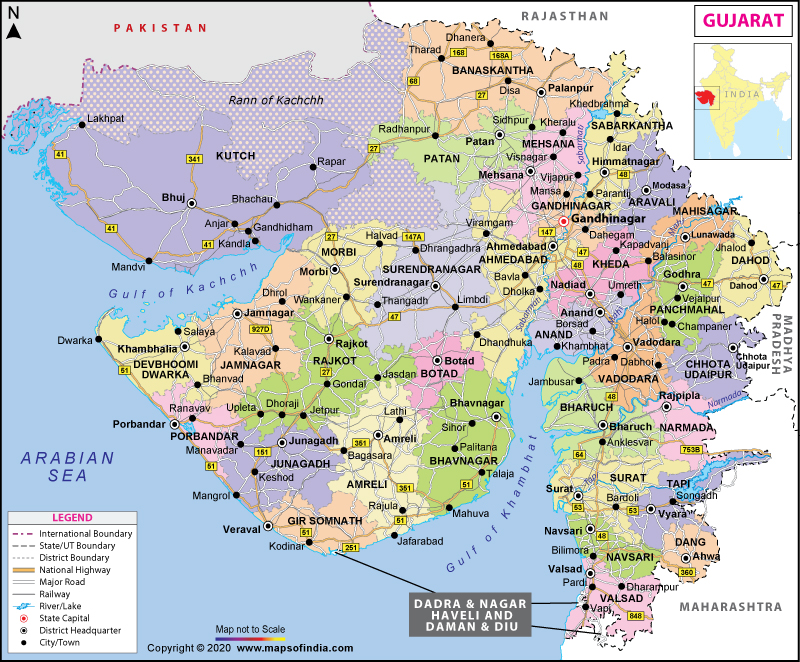 N
PAKISTAN
RAJASTHAN
GUJARAT
INDIA
Dhanera
Tharad
168
168A
BANASKANTHA
68
Disa
Palanpur
27
Rann of Kachchh
Khedbrahma
Lakhpat
Radhanpur
Sidhpur
Kheralu
SABARKANTHA
Patan
MEHSANA
Sabarmati
Idar
41
341
KUTCH
27
PATAN
Visnagar
Himmatnagar
Rapar
Mehsana
Vijapur
48
Modasa
Bhuj
Bhachau
Mansa
Parantij
ARAVALI
GANDHINAGAR
MAHISAGAR
Anjar
Gandhidham
Viramgam
Gandhinagar
Mahi
41
41
Kandla
27
Halvad
147A
147
Dahegam
Lunawada
MORBI
Dhrangadhra
Ahmedabad
Kapadvanj
Jhalod
Mandvi
AHMEDABAD
48
KHEDA
Balasinor
DAHOD
Gulf of Kachchh
Morbi
SURENDRANAGAR
Bavla
47
Godhra
47
Dahod
47
Surendranagar
Dholka
Nadiad
Umreth
Dhrol
Wankaner
Thangadh
Limbdi
Vejalpur
Jamnagar
47
Sabarmati
Anand
Mahi
PANCHMAHAL
927D
Borsad
Halol
Champaner
Salaya
Dhandhuka
ANAND
Dwarka
Rajkot
Khambhat
Vadodara
MADHYA PRADESH
Khambhalia
Kalavad
Botad
Padra
Dabhoi
Chhota
Udaipur
DEVBHOOMI
DWARKA
JAMNAGAR
RAJKOT
BOTAD
VADODARA
CHHOTA
UDAIPUR
51
27
Jasdan
Jambusar
Bhanvad
Gondal
48
Rajpipla
Narmada
Ranavav
Upleta
Dhoraji
Jetpur
Lathi
Bhavnagar
BHARUCH
Porbandar
Sihor
Bharuch
NARMADA
PORBANDAR
Junagadh
351
Amreli
Anklesvar
Manavadar
151
Bagasara
Palitana
64
753B
ARABIAN
SEA
51
JUNAGADH
BHAVNAGAR
Keshod
AMRELI
Talaja
SURAT
TAPI
Mangrol
351
51
Surat
Tapi
Songadh
Bardoli
GIR SOMNATH
Rajula
Mahuva
53
53
Vyara
Veraval
51
Gulf of Khambhat
Navsari
LEGEND
51
Jafarabad
48
DANG
International Boundary
Kodinar
251
Bilimora
NAVSARI
Ahwa
State/UT Boundary
District Boundary
Valsad
360
National Highway
Pardi
Dharampur
Major Road
DADRA & NAGAR
HAVELI AND
DAMAN & DIU
VALSAD
Vapi
848
MAHARASHTRA
Railway
River/Lake
State Capital
District Headquarter
City/Town
Map not to Scale
Copyright © 2020 www.mapsofindia.com